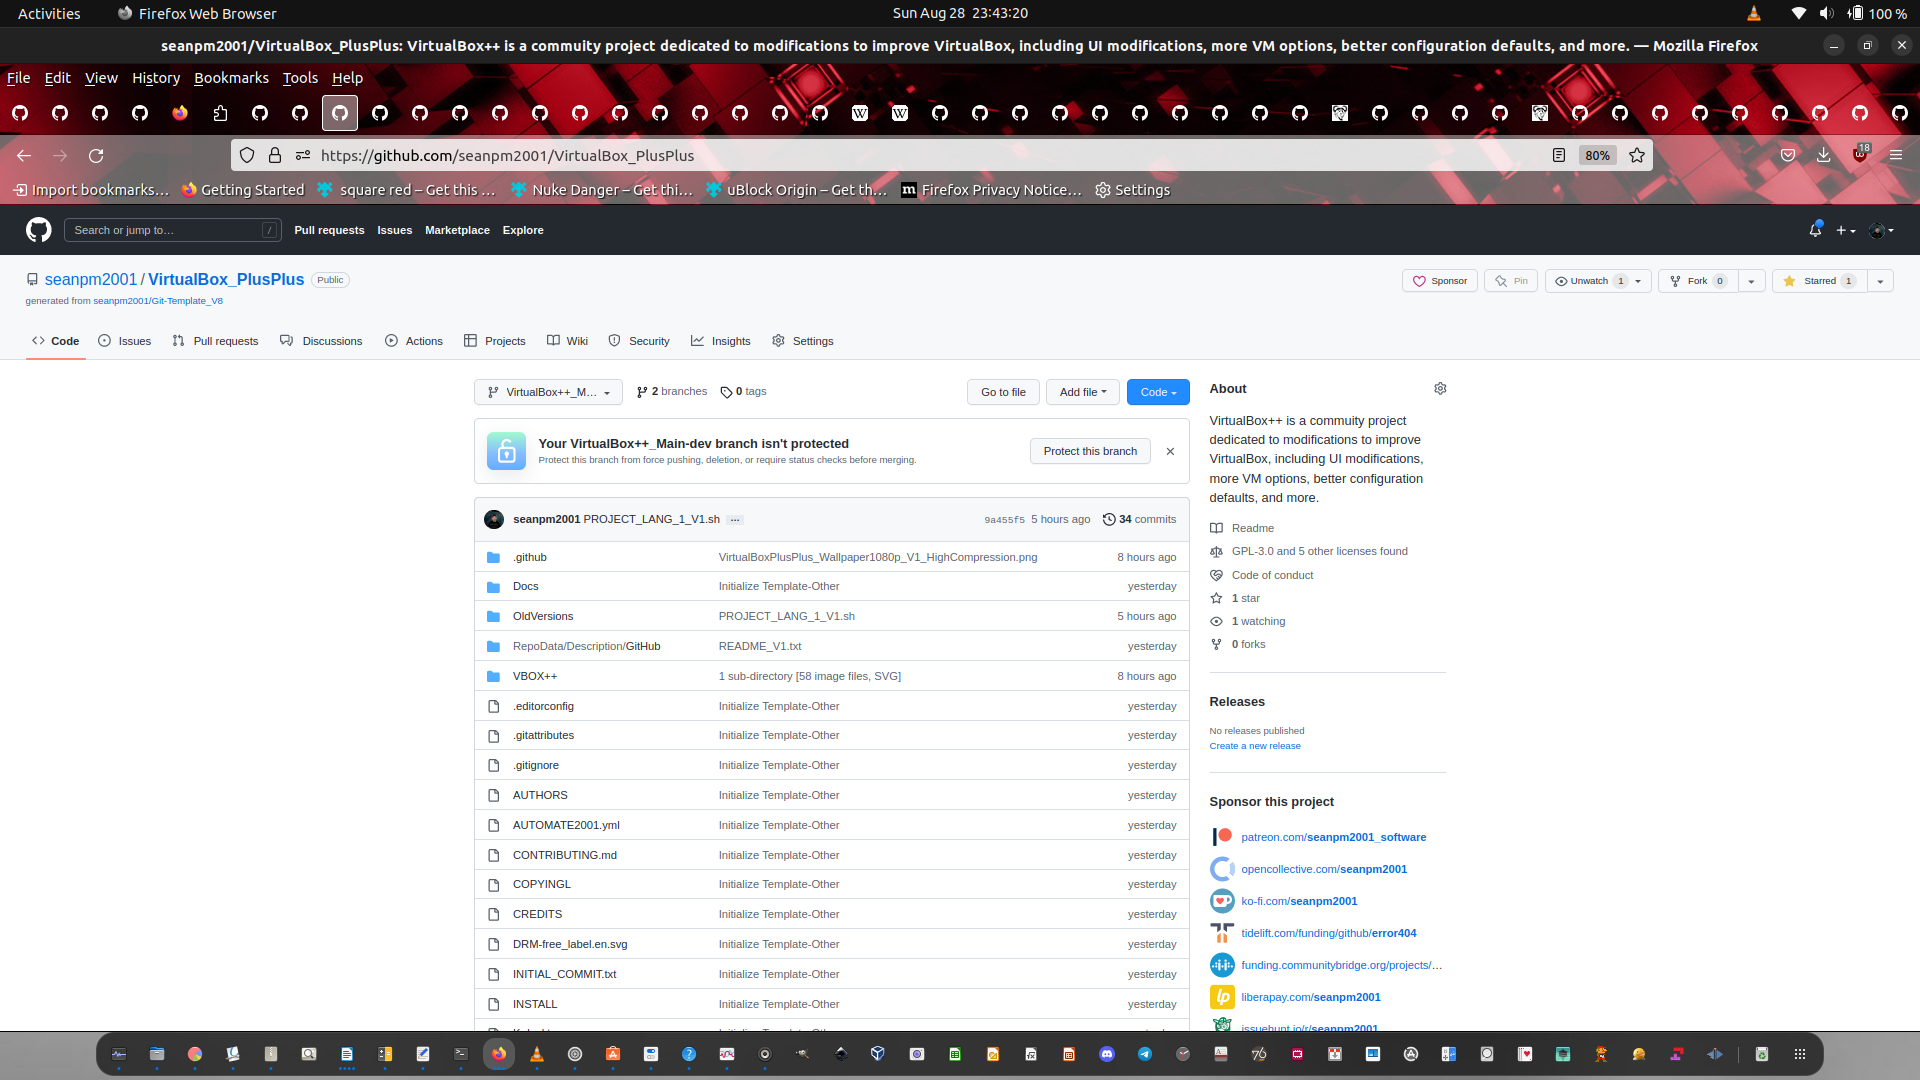 Activities
Firefox Web Browser
Sun Aug 28 23:43:20
100 %
seanpm2001/VirtualBox_PlusPlus: VirtualBox++ is a commuity project dedicated to modifications to improve VirtualBox, including UI modifications, more VM options, better configuration defaults, and more. — Mozilla Firefox
File Edit View History Bookmarks Tools Help
https://github.com/seanpm2001/VirtualBox_PlusPlus
80%
18
Import bookmarks…
Getting Started
square red – Get this …
Nuke Danger – Get thi…
uBlock Origin – Get th…
Firefox Privacy Notice…
Settings
Search or jump to… /
Pull requests Issues Marketplace Explore
seanpm2001 / VirtualBox_PlusPlus Public
generated from seanpm2001/Git-Template_V8
Sponsor
Pin
Unwatch 1
Fork 0
Starred 1
Code
Issues
Pull requests
Discussions
Actions
Projects
Wiki
Security
Insights
Settings
VirtualBox++_M…
2 branches
0 tags
Go to file
Add file
Code
Your VirtualBox++_Main-dev branch isn't protected
Protect this branch from force pushing, deletion, or require status checks before merging.
Protect this branch
seanpm2001 PROJECT_LANG_1_V1.sh … 9a455f5 5 hours ago 34 commits
.github VirtualBoxPlusPlus_Wallpaper1080p_V1_HighCompression.png 8 hours ago
Docs Initialize Template-Other yesterday
OldVersions PROJECT_LANG_1_V1.sh 5 hours ago
RepoData/Description/GitHub README_V1.txt yesterday
VBOX++ 1 sub-directory [58 image files, SVG] 8 hours ago
.editorconfig Initialize Template-Other yesterday
.gitattributes Initialize Template-Other yesterday
.gitignore Initialize Template-Other yesterday
AUTHORS Initialize Template-Other yesterday
AUTOMATE2001.yml Initialize Template-Other yesterday
CONTRIBUTING.md Initialize Template-Other yesterday
COPYINGL Initialize Template-Other yesterday
CREDITS Initialize Template-Other yesterday
DRM-free_label.en.svg Initialize Template-Other yesterday
INITIAL_COMMIT.txt Initialize Template-Other yesterday
INSTALL Initialize Template-Other yesterday
About
VirtualBox++ is a commuity project
dedicated to modifications to improve
VirtualBox, including UI modifications,
more VM options, better configuration
defaults, and more.
Readme
GPL-3.0 and 5 other licenses found
Code of conduct
1 star
1 watching
0 forks
Releases
No releases published
Create a new release
Sponsor this project
patreon.com/seanpm2001_software
opencollective.com/seanpm2001
ko-fi.com/seanpm2001
tidelift.com/funding/github/error404
funding.communitybridge.org/projects/…
liberapay.com/seanpm2001
issuehunt.io/r/seanpm2001